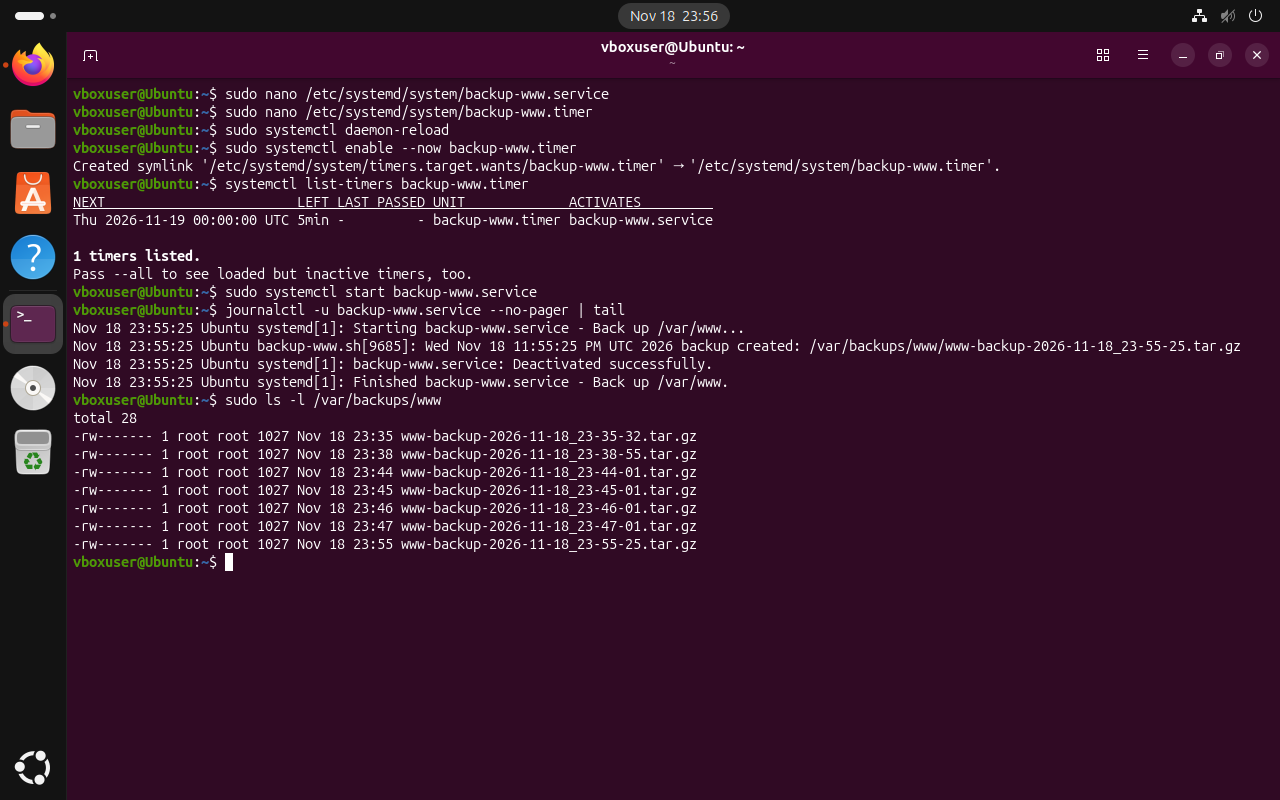 Nov 18 23:56
vboxuser@Ubuntu: ~
~
vboxuser@Ubuntu:~$ sudo nano /etc/systemd/system/backup-www.service
vboxuser@Ubuntu:~$ sudo nano /etc/systemd/system/backup-www.timer
vboxuser@Ubuntu:~$ sudo systemctl daemon-reload
vboxuser@Ubuntu:~$ sudo systemctl enable --now backup-www.timer
Created symlink '/etc/systemd/system/timers.target.wants/backup-www.timer' → '/etc/systemd/system/backup-www.timer'.
vboxuser@Ubuntu:~$ systemctl list-timers backup-www.timer
NEXT                        LEFT LAST PASSED UNIT             ACTIVATES
Thu 2026-11-19 00:00:00 UTC 5min -         - backup-www.timer backup-www.service
1 timers listed.
Pass --all to see loaded but inactive timers, too.
vboxuser@Ubuntu:~$ sudo systemctl start backup-www.service
vboxuser@Ubuntu:~$ journalctl -u backup-www.service --no-pager | tail
Nov 18 23:55:25 Ubuntu systemd[1]: Starting backup-www.service - Back up /var/www...
Nov 18 23:55:25 Ubuntu backup-www.sh[9685]: Wed Nov 18 11:55:25 PM UTC 2026 backup created: /var/backups/www/www-backup-2026-11-18_23-55-25.tar.gz
Nov 18 23:55:25 Ubuntu systemd[1]: backup-www.service: Deactivated successfully.
Nov 18 23:55:25 Ubuntu systemd[1]: Finished backup-www.service - Back up /var/www.
vboxuser@Ubuntu:~$ sudo ls -l /var/backups/www
total 28
-rw------- 1 root root 1027 Nov 18 23:35 www-backup-2026-11-18_23-35-32.tar.gz
-rw------- 1 root root 1027 Nov 18 23:38 www-backup-2026-11-18_23-38-55.tar.gz
-rw------- 1 root root 1027 Nov 18 23:44 www-backup-2026-11-18_23-44-01.tar.gz
-rw------- 1 root root 1027 Nov 18 23:45 www-backup-2026-11-18_23-45-01.tar.gz
-rw------- 1 root root 1027 Nov 18 23:46 www-backup-2026-11-18_23-46-01.tar.gz
-rw------- 1 root root 1027 Nov 18 23:47 www-backup-2026-11-18_23-47-01.tar.gz
-rw------- 1 root root 1027 Nov 18 23:55 www-backup-2026-11-18_23-55-25.tar.gz
vboxuser@Ubuntu:~$